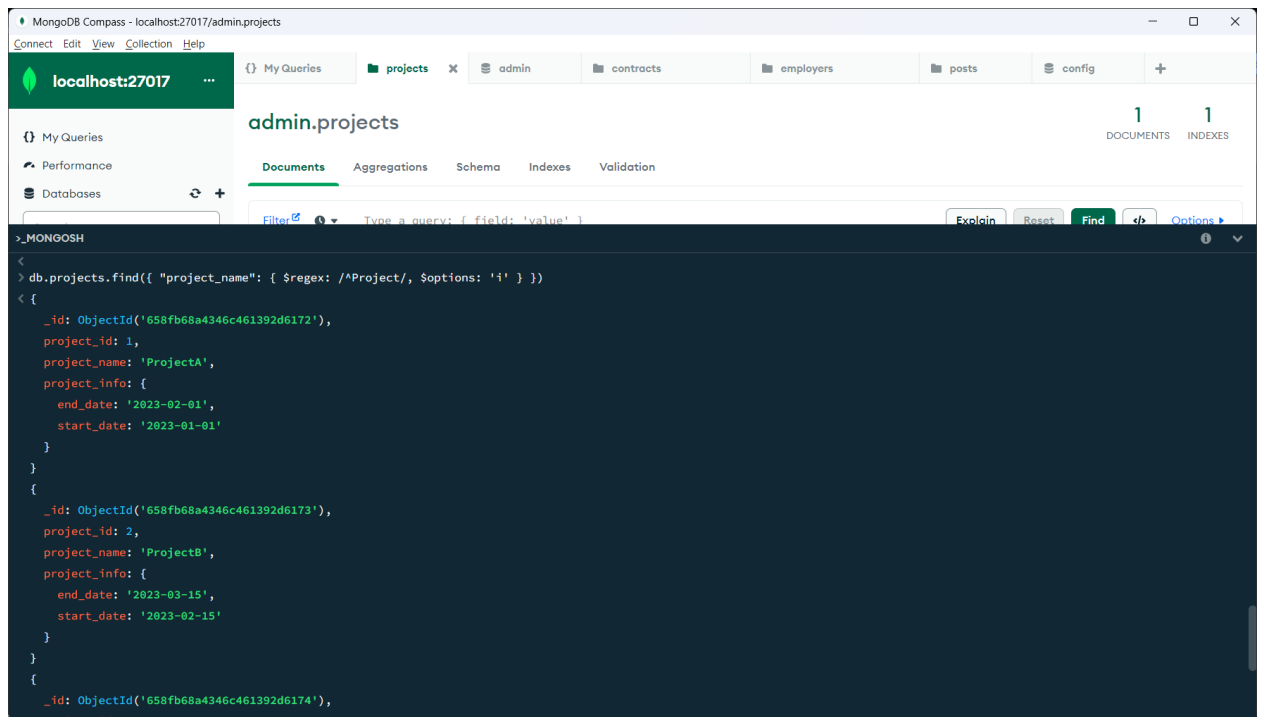 MongoDB Compass - localhost:27017/admin.projects
Connect Edit View Collection Help
localhost:27017 ...
{} My Queries projects admin contracts employers posts config
admin.projects
1 DOCUMENTS 1 INDEXES
My Queries
Performance
Databases
Documents Aggregations Schema Indexes Validation
Filter Type a query: { field: 'value' } Explain Reset Find </> Options
>_MONGOSH
<
> db.projects.find({ "project_name": { $regex: /^Project/, $options: 'i' } })
< {
_id: ObjectId('658fb68a4346c461392d6172'),
project_id: 1,
project_name: 'ProjectA',
project_info: {
end_date: '2023-02-01',
start_date: '2023-01-01'
}
}
{
_id: ObjectId('658fb68a4346c461392d6173'),
project_id: 2,
project_name: 'ProjectB',
project_info: {
end_date: '2023-03-15',
start_date: '2023-02-15'
}
}
{
_id: ObjectId('658fb68a4346c461392d6174'),